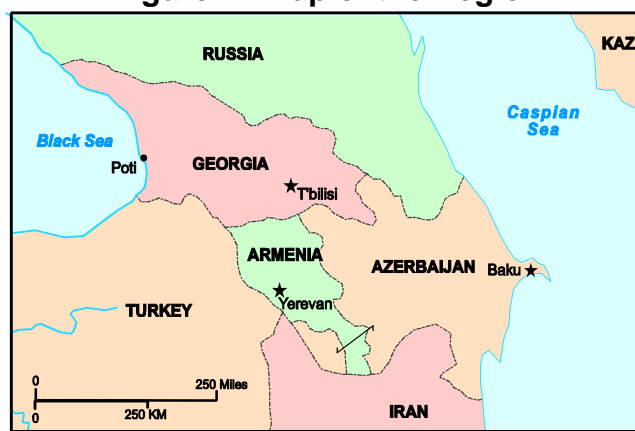 RUSSIA
KAZ
Caspian
Sea
Black Sea
Poti
GEORGIA
T'bilisi
ARMENIA
AZERBAIJAN
Baku
Yerevan
TURKEY
0
250 Miles
0
250 KM
IRAN